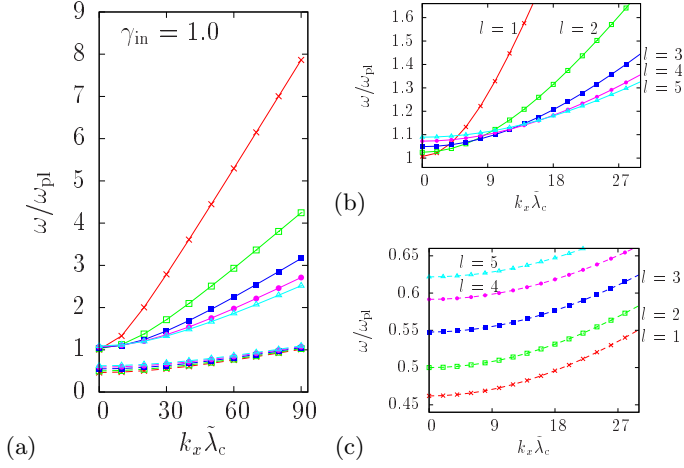 γin = 1.0
ω/ωpl
9
8
7
6
5
4
3
2
1
0
0 30 60 90
kxλ̃c
(a)
ω/ωpl
1.6
1.5
1.4
1.3
1.2
1.1
1
l = 1
l = 2
l = 3
l = 4
l = 5
0 9 18 27
kxλ̃c
(b)
ω/ωpl
0.65
0.6
0.55
0.5
0.45
l = 5
l = 4
l = 3
l = 2
l = 1
0 9 18 27
kxλ̃c
(c)